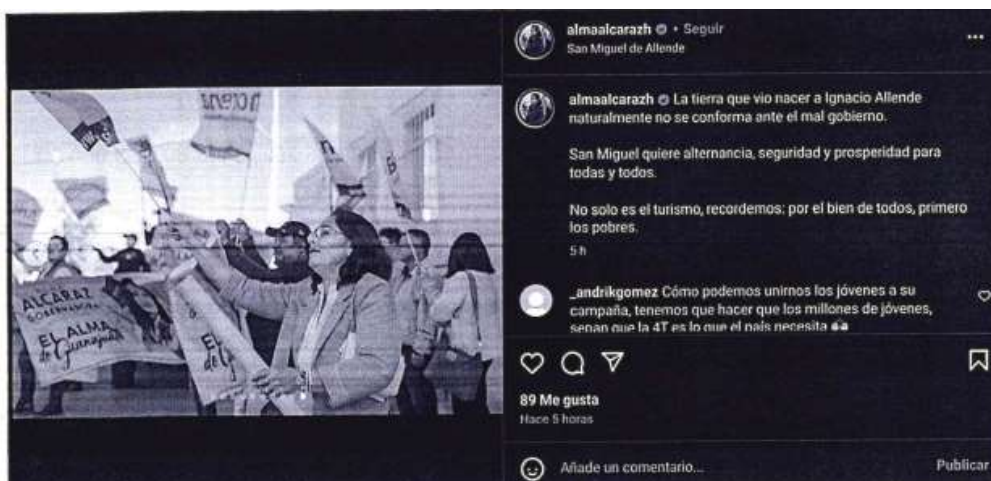 almaalcarazh • Seguir
San Miguel de Allende
almaalcarazh La tierra que vio nacer a Ignacio Allende
naturalmente no se conforma ante el mal gobierno.
San Miguel quiere alternancia, seguridad y prosperidad para
todas y todos.
No solo es el turismo, recordemos: por el bien de todos, primero
los pobres.
5 h
_andrikgomez Cómo podemos unirnos los jóvenes a su
campaña, tenemos que hacer que los millones de jóvenes,
sepan que la 4T es lo que el país necesita
89 Me gusta
Hace 5 horas
Añade un comentario...
Publicar
morena
ALCARAZ
GOBERNADORA
EL ALMA
de Guanajuato